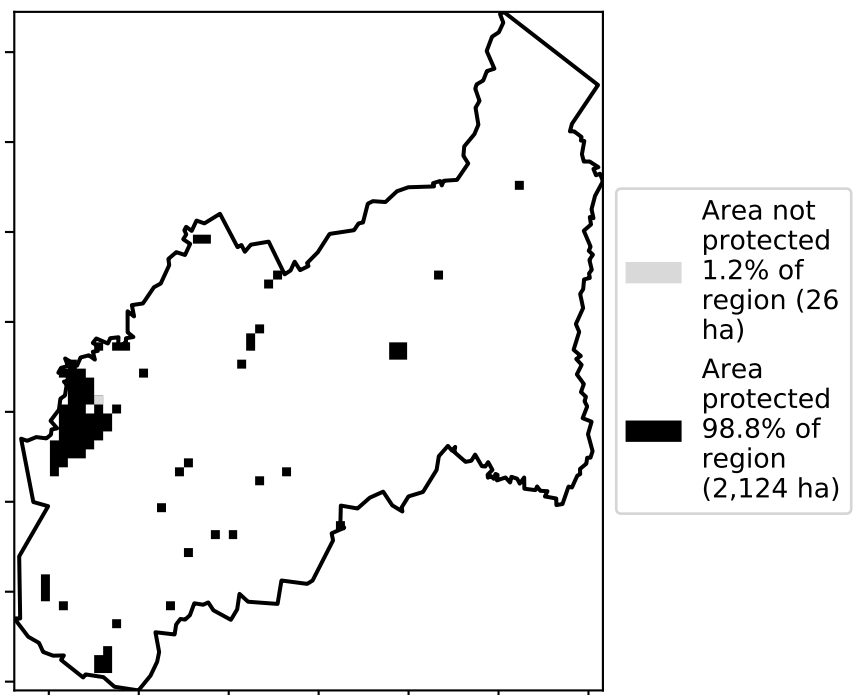 Area not
protected
1.2% of
region (26
ha)
Area
protected
98.8% of
region
(2,124 ha)